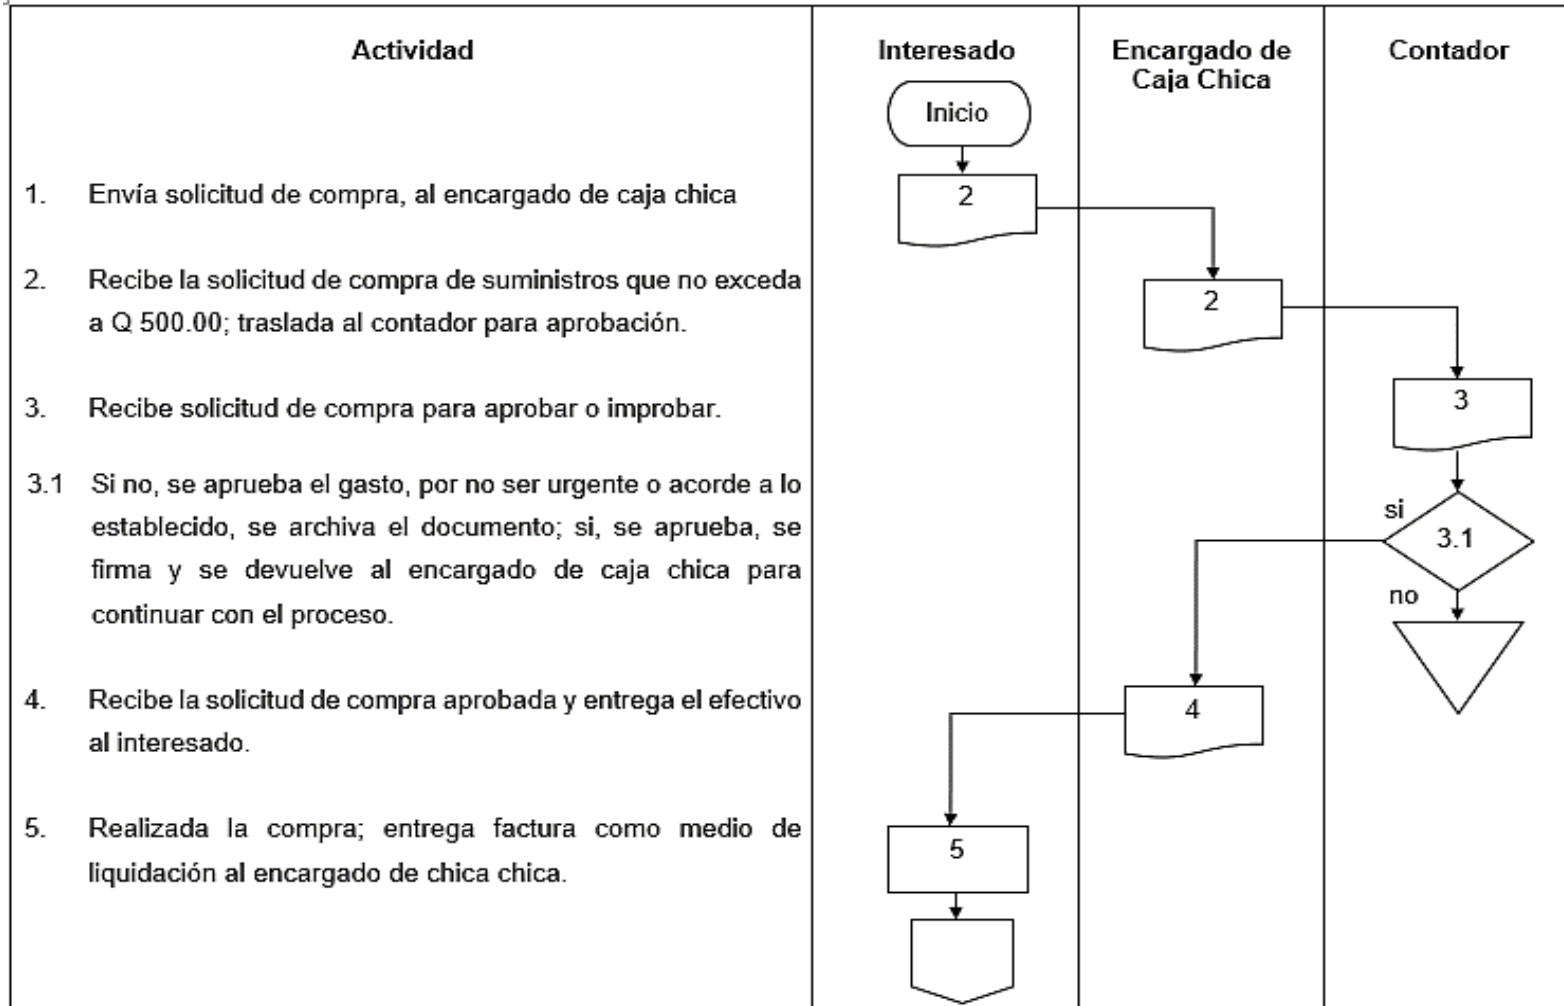 Actividad
Interesado
Encargado de
Caja Chica
Contador
Inicio
1. Envía solicitud de compra, al encargado de caja chica
2
2. Recibe la solicitud de compra de suministros que no exceda
a Q 500.00; traslada al contador para aprobación.
2
3. Recibe solicitud de compra para aprobar o improbar.
3
3.1 Si no, se aprueba el gasto, por no ser urgente o acorde a lo
establecido, se archiva el documento; si, se aprueba, se
firma y se devuelve al encargado de caja chica para
continuar con el proceso.
si
3.1
no
4. Recibe la solicitud de compra aprobada y entrega el efectivo
al interesado.
4
5. Realizada la compra; entrega factura como medio de
liquidación al encargado de chica chica.
5